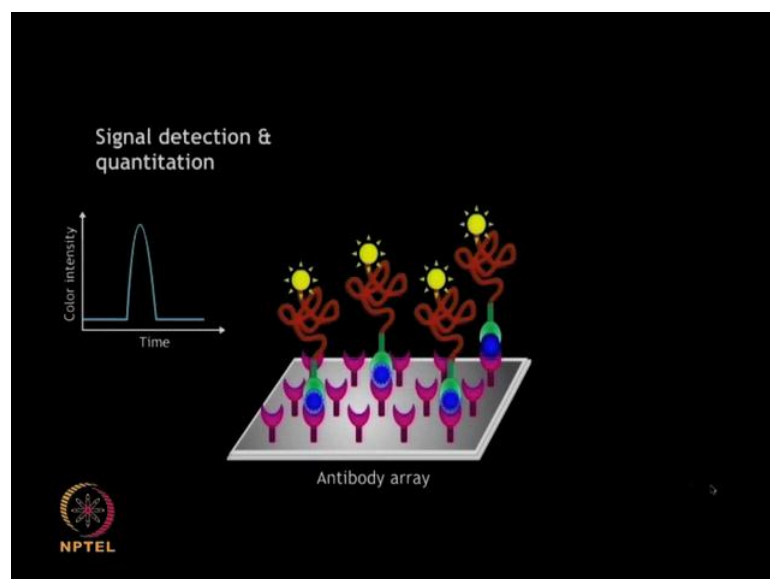 Signal detection &
quantitation
Color intensity
Time
Antibody array
NPTEL